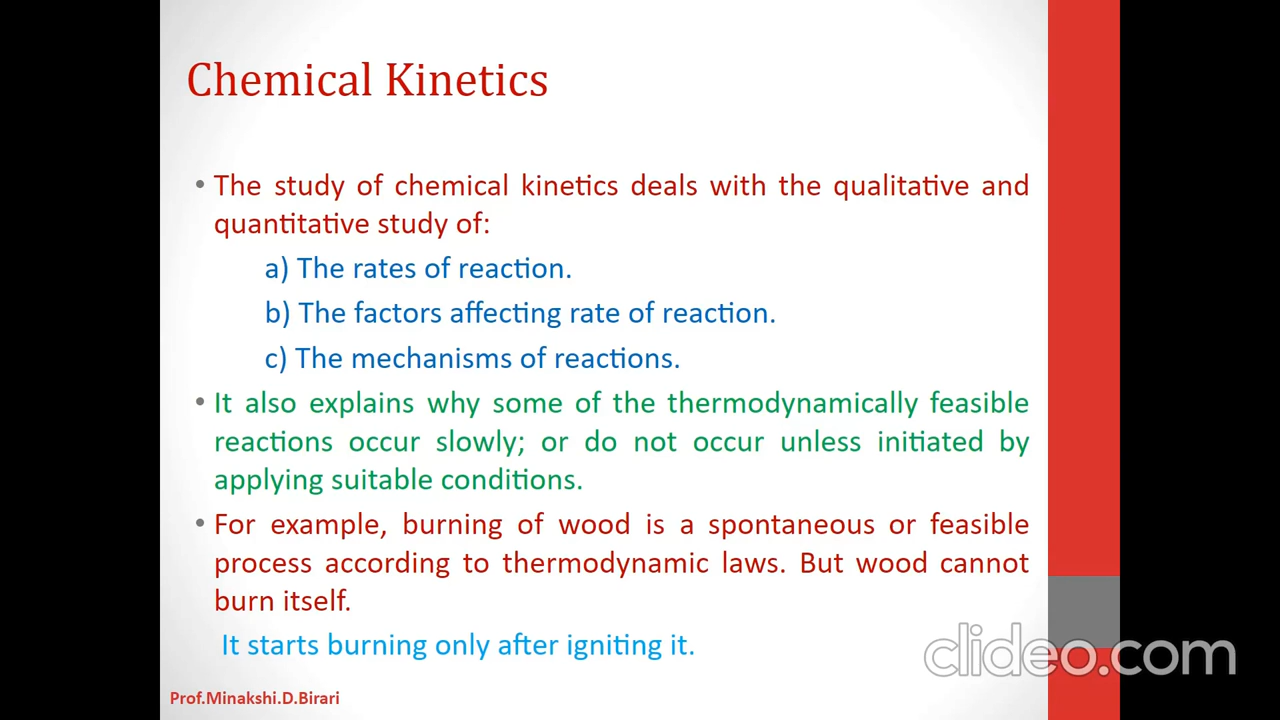 Chemical Kinetics
• The study of chemical kinetics deals with the qualitative and
quantitative study of:
a) The rates of reaction.
b) The factors affecting rate of reaction.
c) The mechanisms of reactions.
• It also explains why some of the thermodynamically feasible
reactions occur slowly; or do not occur unless initiated by
applying suitable conditions.
• For example, burning of wood is a spontaneous or feasible
process according to thermodynamic laws. But wood cannot
burn itself.
It starts burning only after igniting it.
clideo.com
Prof.Minakshi.D.Birari